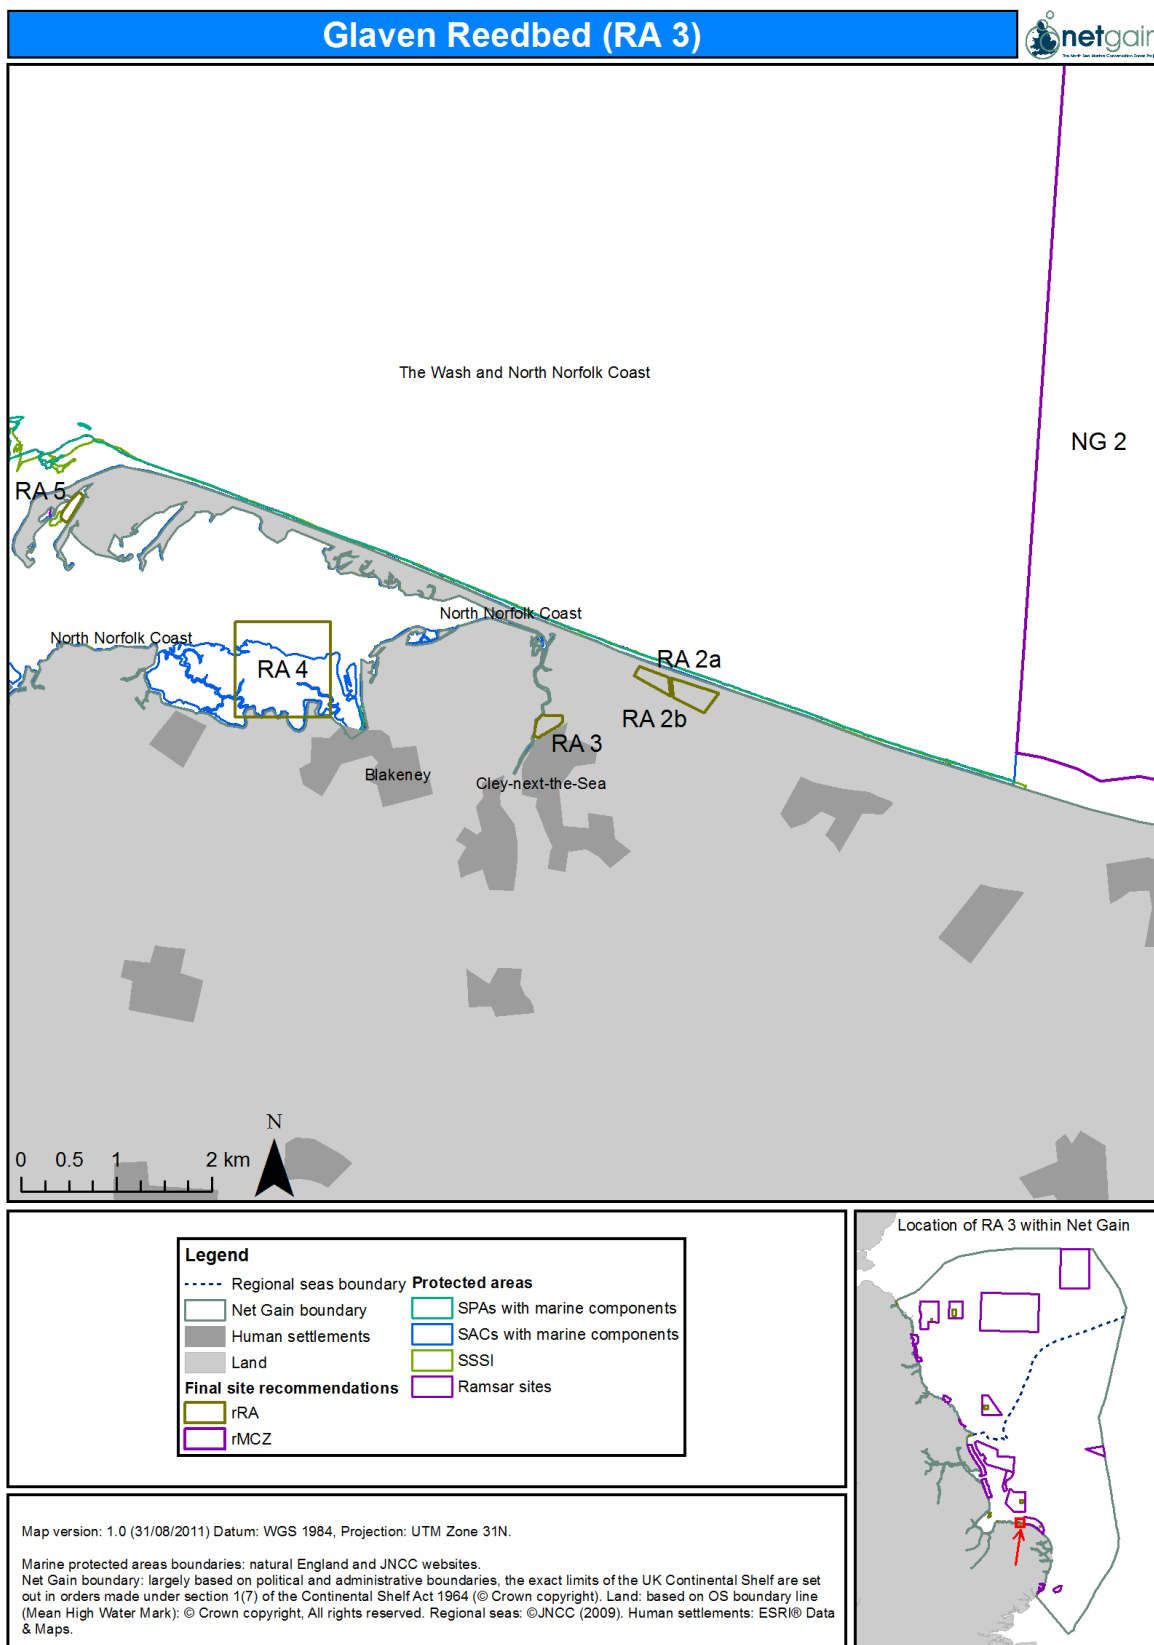 Glaven Reedbed (RA 3)
netgain
The Wash and North Norfolk Coast
NG 2
RA 5
North Norfolk Coast
North Norfolk Coast
RA 4
RA 2a
RA 2b
RA 3
Blakeney
Cley-next-the-Sea
N
0 0.5 1 2 km
Legend
Regional seas boundary
Net Gain boundary
Human settlements
Land
Final site recommendations
rRA
rMCZ
Protected areas
SPAs with marine components
SACs with marine components
SSSI
Ramsar sites
Location of RA 3 within Net Gain
Map version: 1.0 (31/08/2011) Datum: WGS 1984, Projection: UTM Zone 31N.
Marine protected areas boundaries: natural England and JNCC websites.
Net Gain boundary: largely based on political and administrative boundaries, the exact limits of the UK Continental Shelf are set
out in orders made under section 1(7) of the Continental Shelf Act 1964 (© Crown copyright). Land: based on OS boundary line
(Mean High Water Mark): © Crown copyright, All rights reserved. Regional seas: ©JNCC (2009). Human settlements: ESRI® Data
& Maps.